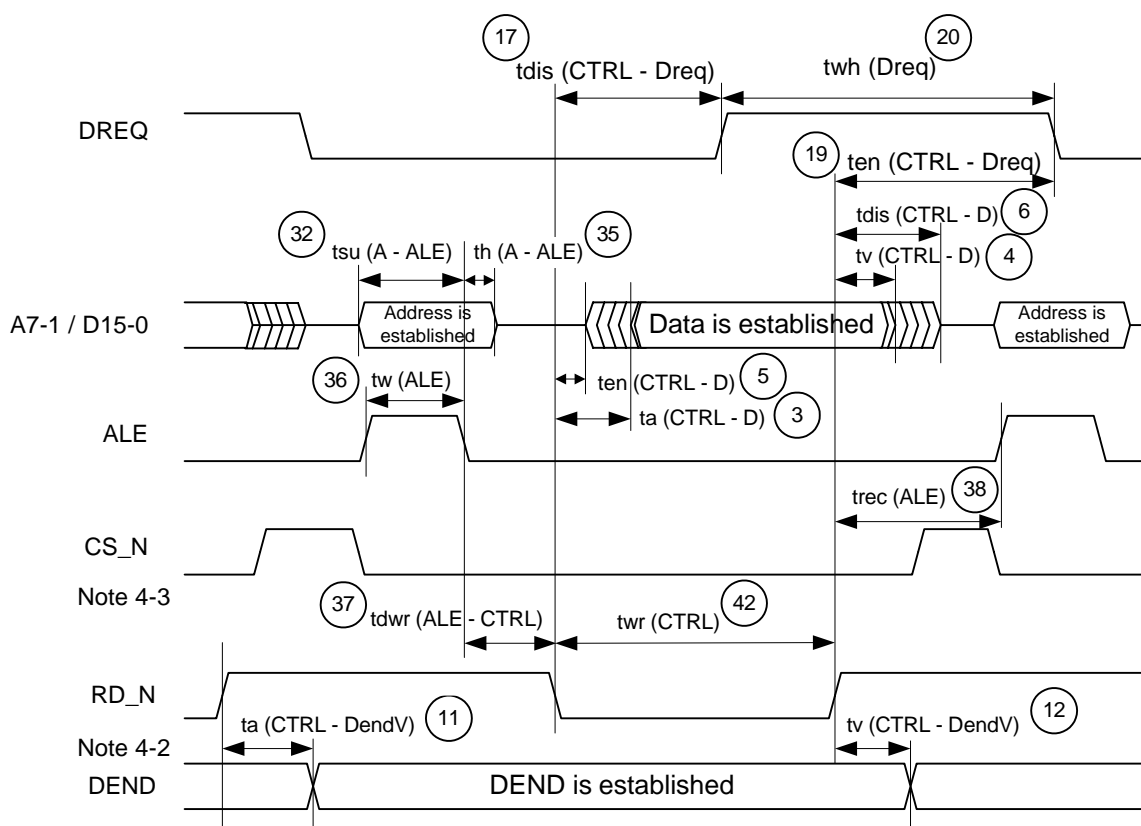 17
20
tdis (CTRL - Dreq)
twh (Dreq)
DREQ
19
ten (CTRL - Dreq)
tdis (CTRL - D)
6
32
tsu (A - ALE)
th (A - ALE)
35
tv (CTRL - D)
4
A7-1 / D15-0
Address is
established
Data is established
Address is
established
36
tw (ALE)
ten (CTRL - D)
5
ta (CTRL - D)
3
ALE
trec (ALE)
38
CS_N
Note 4-3
37
tdwr (ALE - CTRL)
twr (CTRL)
42
RD_N
ta (CTRL - DendV)
11
tv (CTRL - DendV)
12
Note 4-2
DEND
DEND is established